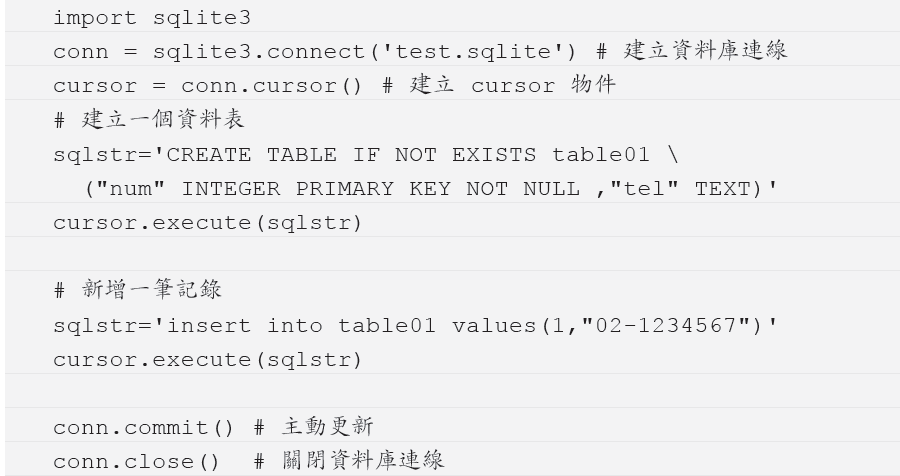 import sqlite3
conn = sqlite3.connect('test.sqlite') # 建立資料庫連線
cursor = conn.cursor() # 建立 cursor 物件
# 建立一個資料表
sqlstr='CREATE TABLE IF NOT EXISTS table01 \
  ("num" INTEGER PRIMARY KEY NOT NULL ,"tel" TEXT)'
cursor.execute(sqlstr)

# 新增一筆記錄
sqlstr='insert into table01 values(1,"02-1234567")'
cursor.execute(sqlstr)

conn.commit() # 主動更新
conn.close()  # 關閉資料庫連線